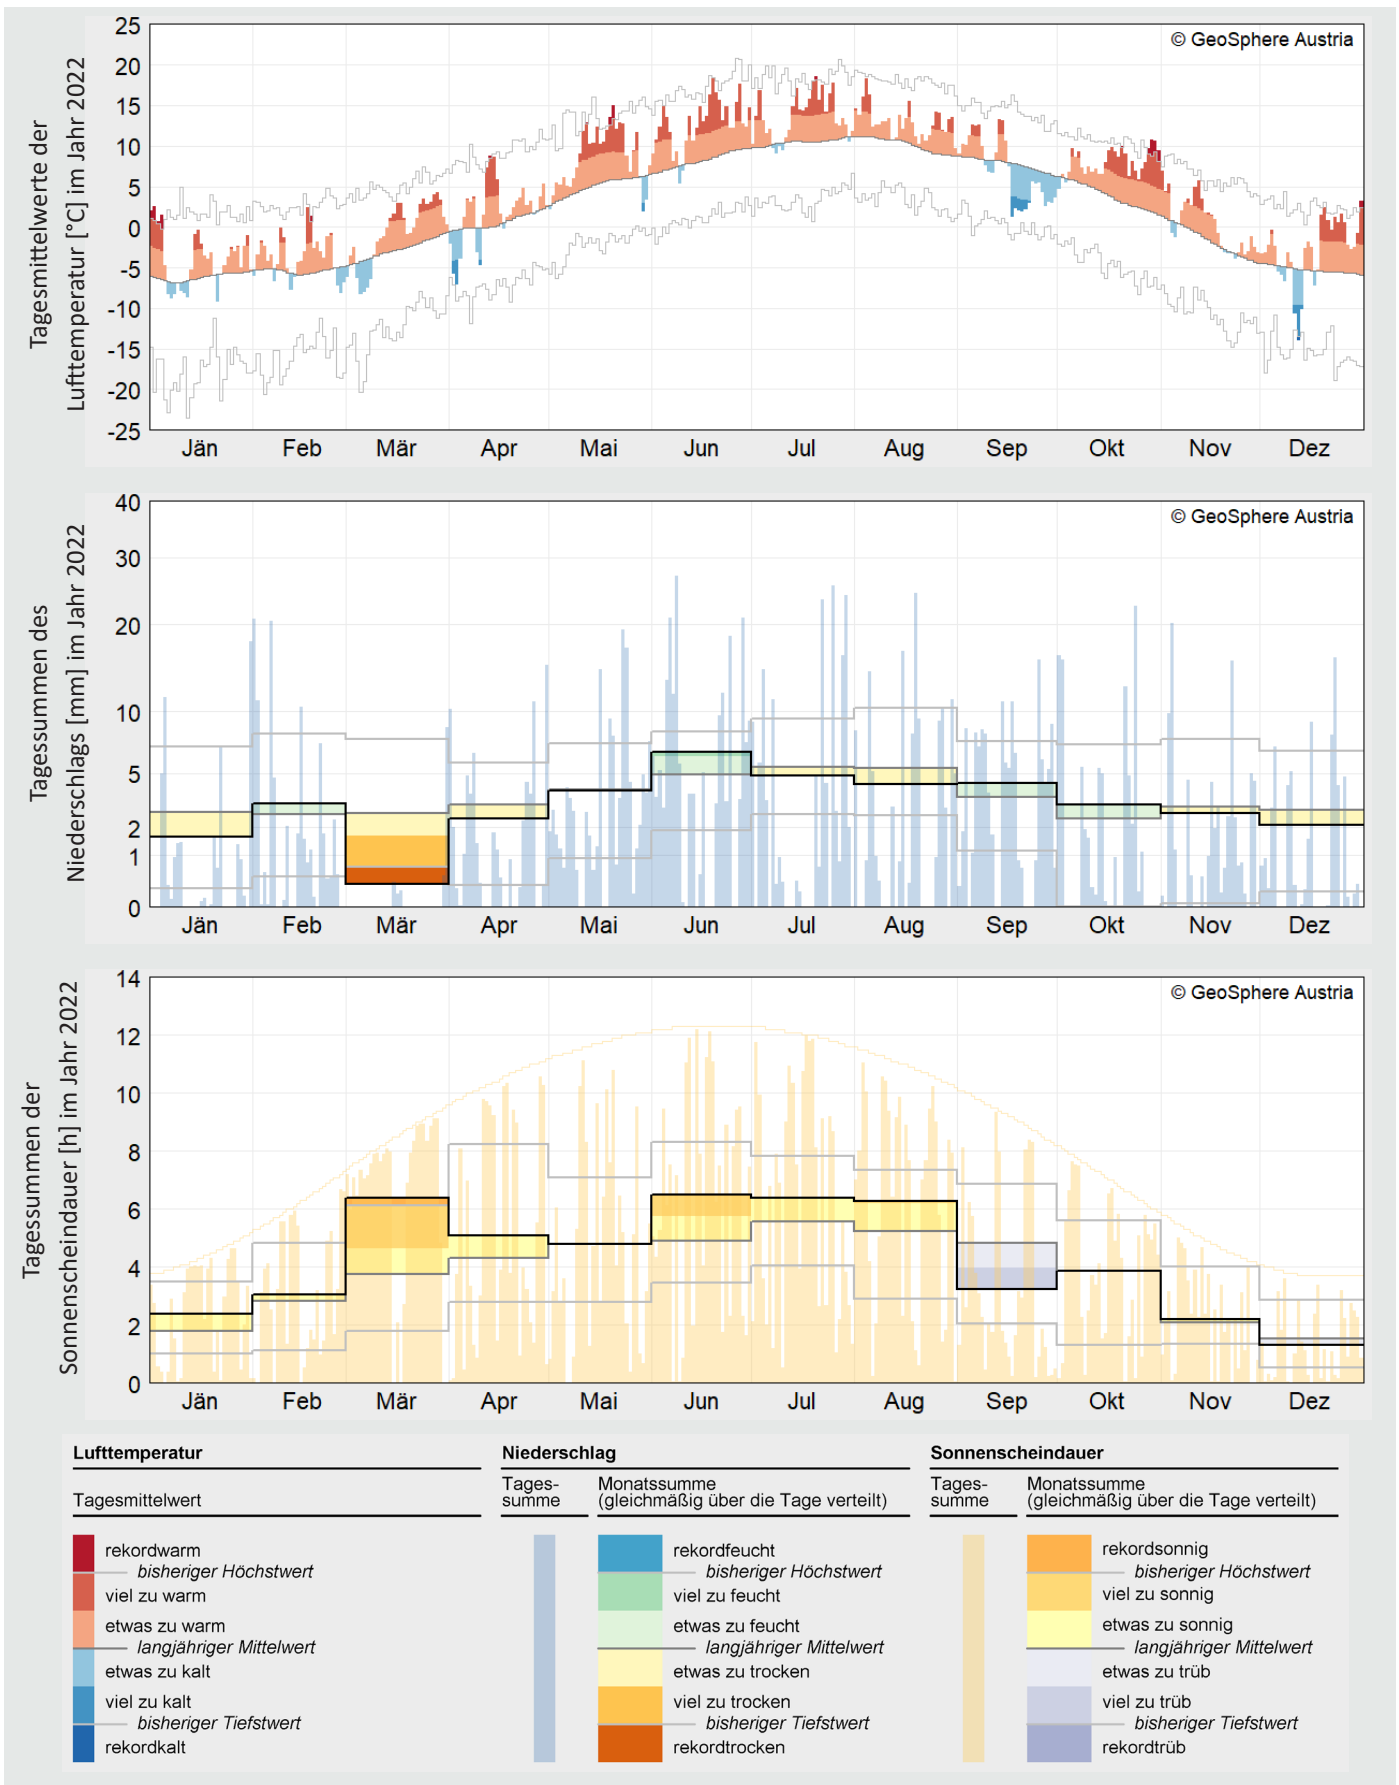 Tagesmittelwerte der
Lufttemperatur [°C] im Jahr 2022
25
20
15
10
5
0
-5
-10
-15
-20
-25
© GeoSphere Austria
Jän Feb Mär Apr Mai Jun Jul Aug Sep Okt Nov Dez
Tagessummen des
Niederschlags [mm] im Jahr 2022
40
30
20
10
5
2
1
0
© GeoSphere Austria
Jän Feb Mär Apr Mai Jun Jul Aug Sep Okt Nov Dez
Tagessummen der
Sonnenscheindauer [h] im Jahr 2022
14
12
10
8
6
4
2
0
© GeoSphere Austria
Jän Feb Mär Apr Mai Jun Jul Aug Sep Okt Nov Dez
Lufttemperatur
Tagesmittelwert
rekordwarm
bisheriger Höchstwert
viel zu warm
etwas zu warm
langjähriger Mittelwert
etwas zu kalt
viel zu kalt
bisheriger Tiefstwert
rekordkalt
Niederschlag
Tages-
summe
Monatssumme
(gleichmäßig über die Tage verteilt)
rekordfeucht
bisheriger Höchstwert
viel zu feucht
etwas zu feucht
langjähriger Mittelwert
etwas zu trocken
viel zu trocken
bisheriger Tiefstwert
rekordtrocken
Sonnenscheindauer
Tages-
summe
Monatssumme
(gleichmäßig über die Tage verteilt)
rekordsonnig
bisheriger Höchstwert
viel zu sonnig
etwas zu sonnig
langjähriger Mittelwert
etwas zu trüb
viel zu trüb
bisheriger Tiefstwert
rekordtrüb